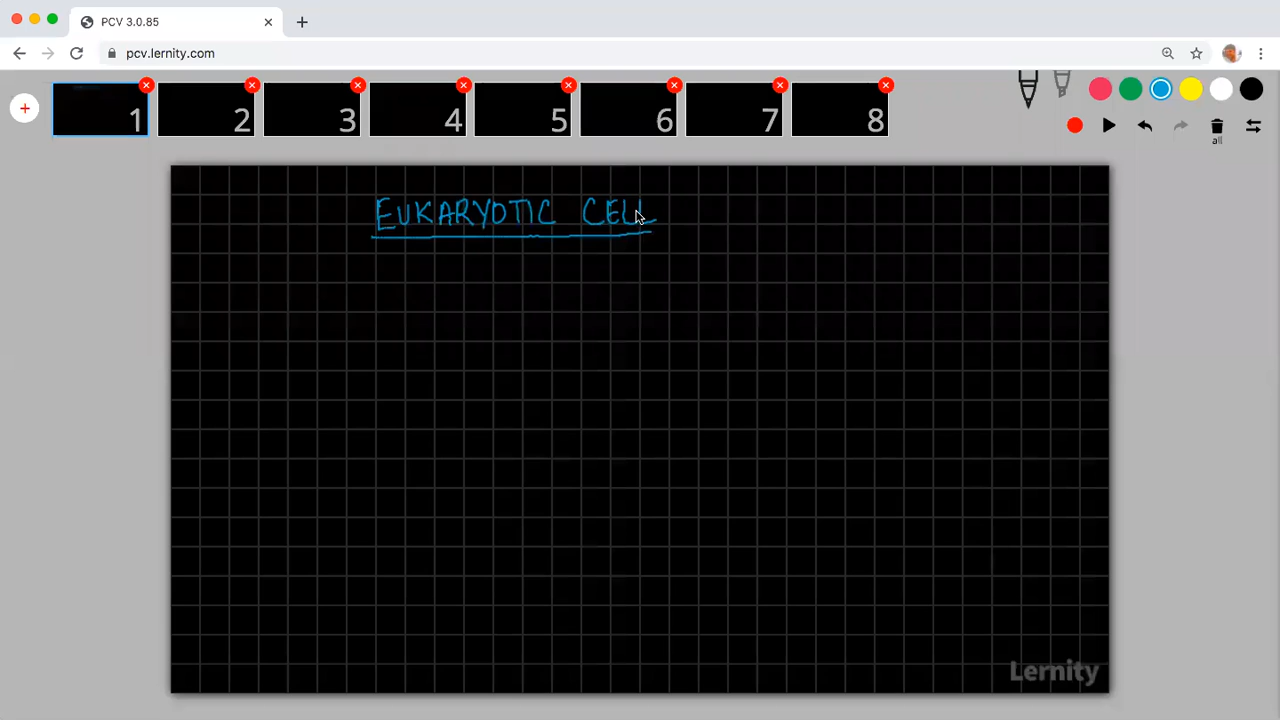 PCV 3.0.85
pcv.lernity.com
1 2 3 4 5 6 7 8
all
EUKARYOTIC CELL
Lernity